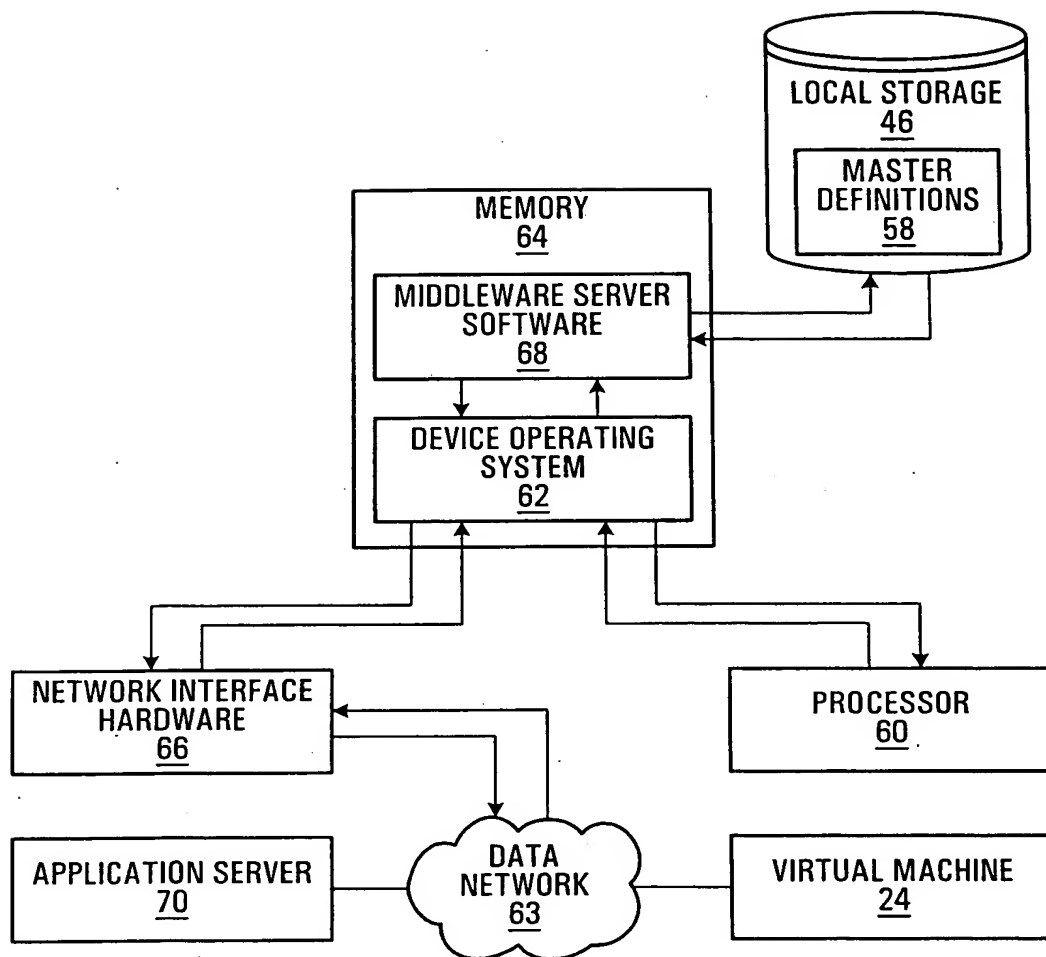 LOCAL STORAGE
46
MASTER
DEFINITIONS
58
MEMORY
64
MIDDLEWARE SERVER
SOFTWARE
68
DEVICE OPERATING
SYSTEM
62
NETWORK INTERFACE
HARDWARE
66
PROCESSOR
60
APPLICATION SERVER
70
DATA
NETWORK
63
VIRTUAL MACHINE
24